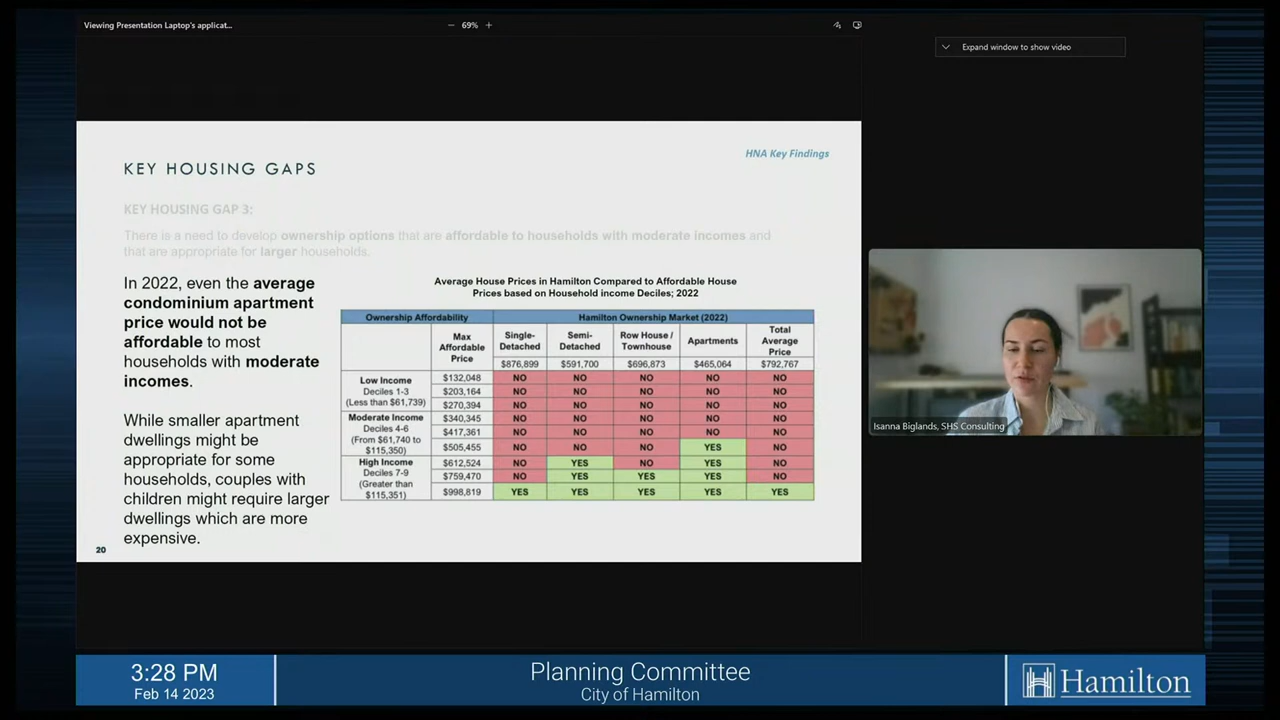 Viewing Presentation Laptop's applicat...
— 69% +
Expand window to show video
HNA Key Findings
KEY HOUSING GAPS
KEY HOUSING GAP 3:
There is a need to develop ownership options that are affordable to households with moderate incomes and
that are appropriate for larger households.
In 2022, even the average
condominium apartment
price would not be
affordable to most
households with moderate
incomes.
While smaller apartment
dwellings might be
appropriate for some
households, couples with
children might require larger
dwellings which are more
expensive.
20
Average House Prices in Hamilton Compared to Affordable House
Prices based on Household income Deciles; 2022
Ownership Affordability Hamilton Ownership Market (2022)
Max Affordable Price Single-Detached Semi-Detached Row House / Townhouse Apartments Total Average Price
$876,899 $591,700 $696,873 $465,064 $792,767
Low Income
Deciles 1-3
(Less than $61,739)
$132,048 NO NO NO NO NO
$203,164 NO NO NO NO NO
$270,394 NO NO NO NO NO
Moderate Income
Deciles 4-6
(From $61,740 to
$115,350)
$340,345 NO NO NO NO NO
$417,361 NO NO NO NO NO
$505,455 NO NO NO YES NO
High Income
Deciles 7-9
(Greater than
$115,351)
$612,524 NO YES NO YES NO
$759,470 NO YES YES YES NO
$998,819 YES YES YES YES YES
Isanna Biglands, SHS Consulting
3:28 PM
Feb 14 2023
Planning Committee
City of Hamilton
Hamilton